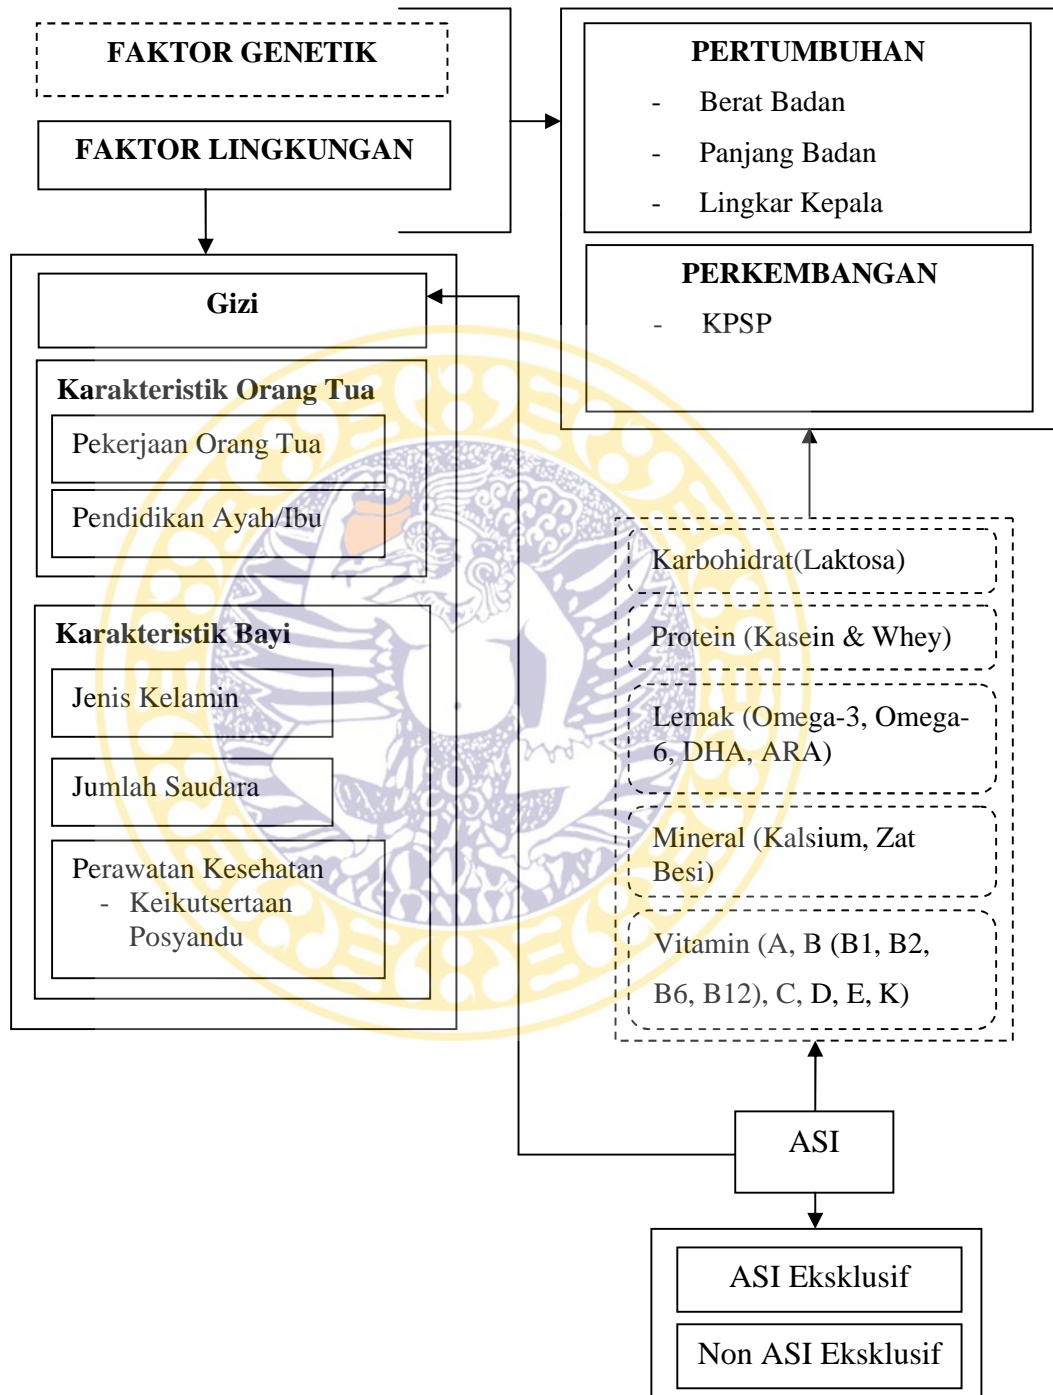 FAKTOR GENETIK
FAKTOR LINGKUNGAN
PERTUMBUHAN
- Berat Badan
- Panjang Badan
- Lingkar Kepala
PERKEMBANGAN
- KPSP
Gizi
Karakteristik Orang Tua
Pekerjaan Orang Tua
Pendidikan Ayah/Ibu
Karakteristik Bayi
Jenis Kelamin
Jumlah Saudara
Perawatan Kesehatan
- Keikutsertaan
Posyandu
Karbohidrat(Laktosa)
Protein (Kasein & Whey)
Lemak (Omega-3, Omega-
6, DHA, ARA)
Mineral (Kalsium, Zat
Besi)
Vitamin (A, B (B1, B2,
B6, B12), C, D, E, K)
ASI
ASI Eksklusif
Non ASI Eksklusif